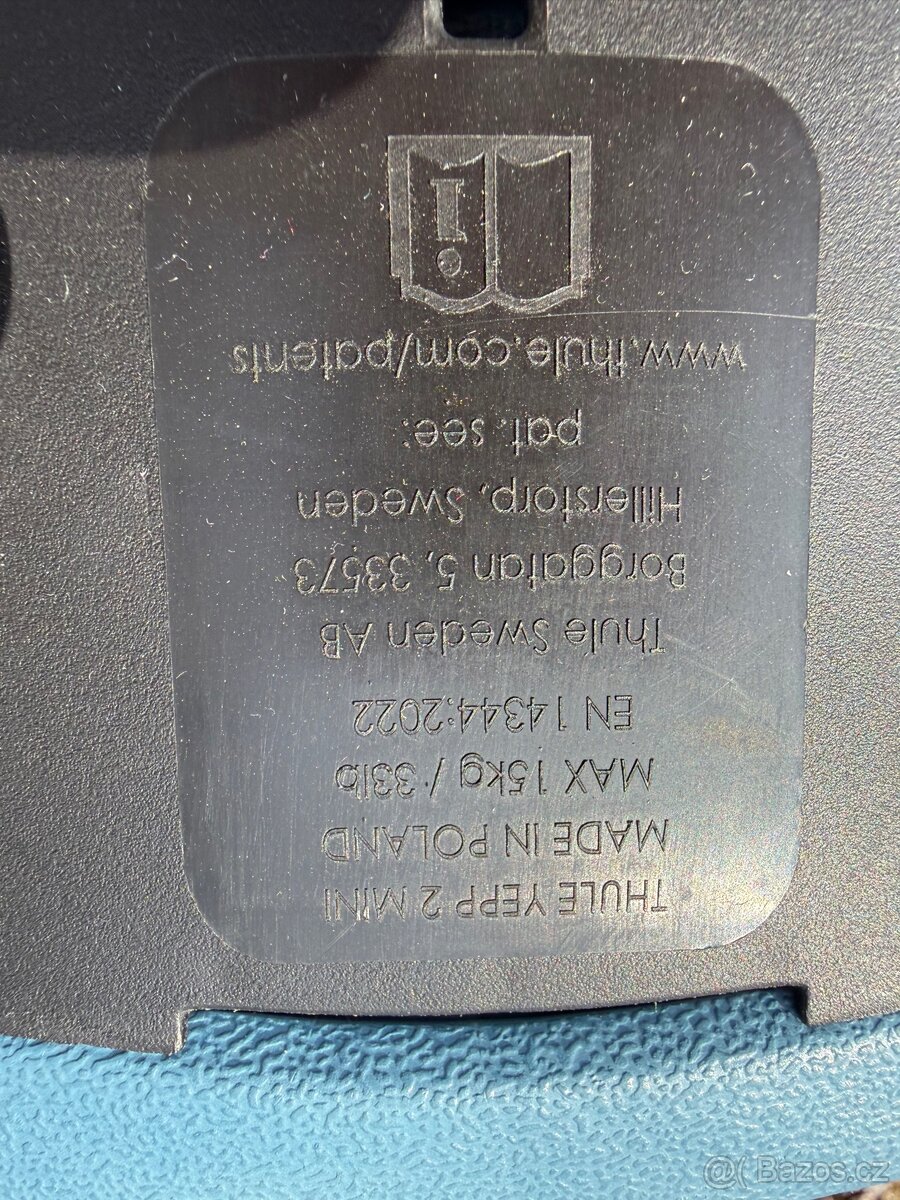 THULE YEPP 2 MINI
MADE IN POLAND
MAX 15kg / 33lb
EN 14344:2022
Thule Sweden AB
Borggatan 5, 33573
Hillerstorp, Sweden
pat. see:
www.thule.com/patents
i
@( Bazos.cz